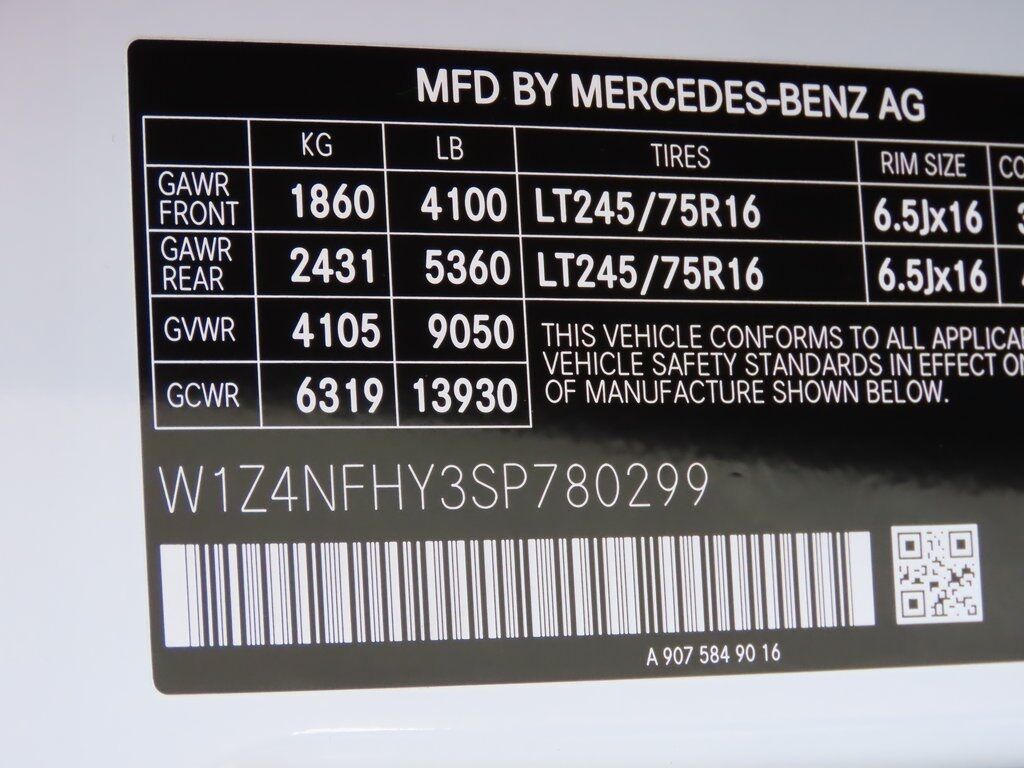 MFD BY MERCEDES-BENZ AG
KG LB TIRES RIM SIZE CO
GAWR FRONT 1860 4100 LT245/75R16 6.5Jx16
GAWR REAR 2431 5360 LT245/75R16 6.5Jx16
GVWR 4105 9050
GCWR 6319 13930
THIS VEHICLE CONFORMS TO ALL
VEHICLE SAFETY STANDARDS IN EFFECT
OF MANUFACTURE SHOWN BELOW.
W1Z4NFHY3SP780299
A 907 584 90 16